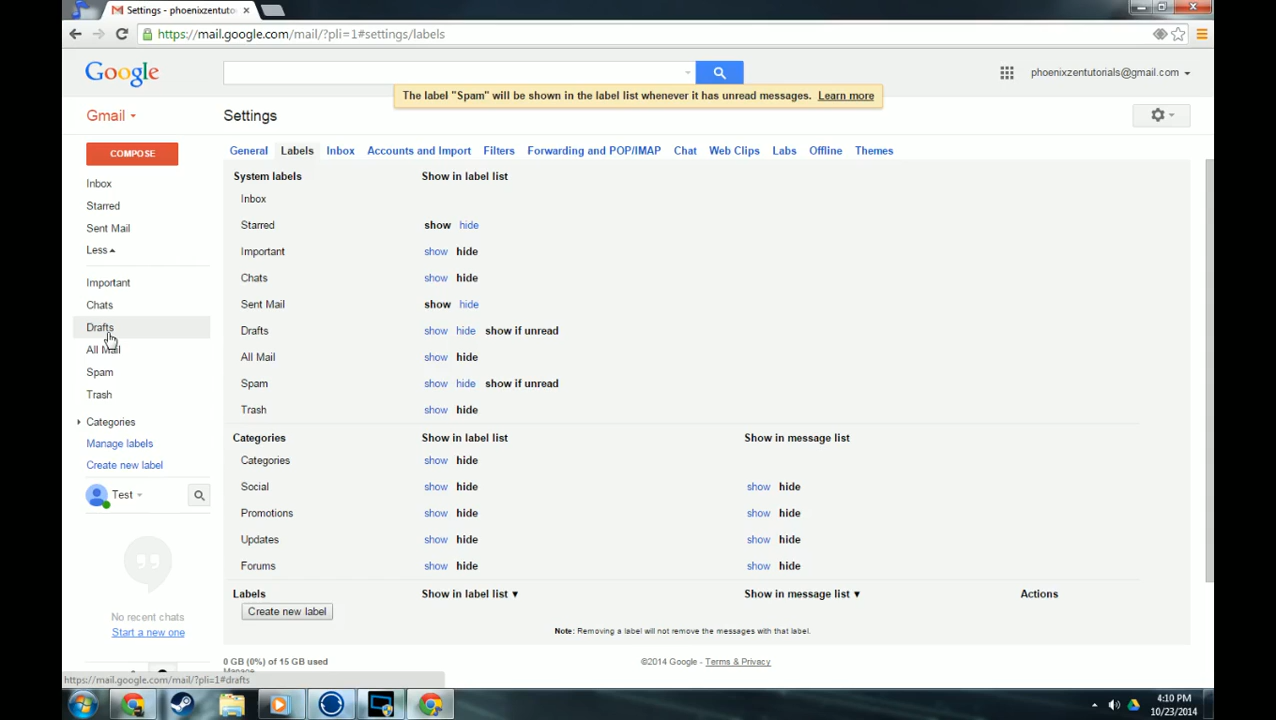 Settings - phoenixzentuto
https://mail.google.com/mail/?pli=1#settings/labels
Google
phoenixzentutorials@gmail.com
The label "Spam" will be shown in the label list whenever it has unread messages. Learn more
Gmail
Settings
COMPOSE
General Labels Inbox Accounts and Import Filters Forwarding and POP/IMAP Chat Web Clips Labs Offline Themes
Inbox
Starred
Sent Mail
Less
Important
Chats
Drafts
All Mail
Spam
Trash
Categories
Manage labels
Create new label
Test
No recent chats
Start a new one
System labels Show in label list
Inbox
Starred show hide
Important show hide
Chats show hide
Sent Mail show hide
Drafts show hide show if unread
All Mail show hide
Spam show hide show if unread
Trash show hide
Categories Show in label list Show in message list
Categories show hide
Social show hide show hide
Promotions show hide show hide
Updates show hide show hide
Forums show hide show hide
Labels Show in label list ▼ Show in message list ▼ Actions
Create new label
Note: Removing a label will not remove the messages with that label.
0 GB (0%) of 15 GB used
Manage
©2014 Google - Terms & Privacy
https://mail.google.com/mail/?pli=1#drafts
4:10 PM
10/23/2014